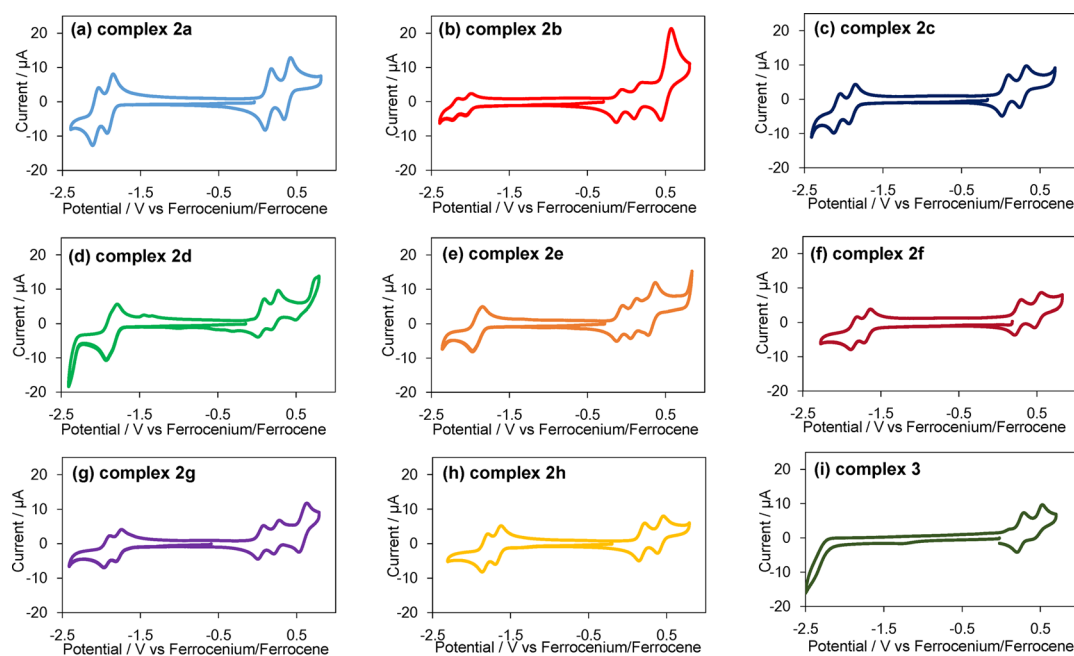 (a) complex 2a
Current / µA
20
10
0
-10
-20
-2.5 -1.5 -0.5 0.5
Potential / V vs Ferrocenium/Ferrocene
(b) complex 2b
Current / µA
20
10
0
-10
-20
-2.5 -1.5 -0.5 0.5
Potential / V vs Ferrocenium/Ferrocene
(c) complex 2c
Current / µA
20
10
0
-10
-20
-2.5 -1.5 -0.5 0.5
Potential / V vs Ferrocenium/Ferrocene
(d) complex 2d
Current / µA
20
10
0
-10
-20
-2.5 -1.5 -0.5 0.5
Potential / V vs Ferrocenium/Ferrocene
(e) complex 2e
Current / µA
20
10
0
-10
-20
-2.5 -1.5 -0.5 0.5
Potential / V vs Ferrocenium/Ferrocene
(f) complex 2f
Current / µA
20
10
0
-10
-20
-2.5 -1.5 -0.5 0.5
Potential / V vs Ferrocenium/Ferrocene
(g) complex 2g
Current / µA
20
10
0
-10
-20
-2.5 -1.5 -0.5 0.5
Potential / V vs Ferrocenium/Ferrocene
(h) complex 2h
Current / µA
20
10
0
-10
-20
-2.5 -1.5 -0.5 0.5
Potential / V vs Ferrocenium/Ferrocene
(i) complex 3
Current / µA
20
10
0
-10
-20
-2.5 -1.5 -0.5 0.5
Potential / V vs Ferrocenium/Ferrocene